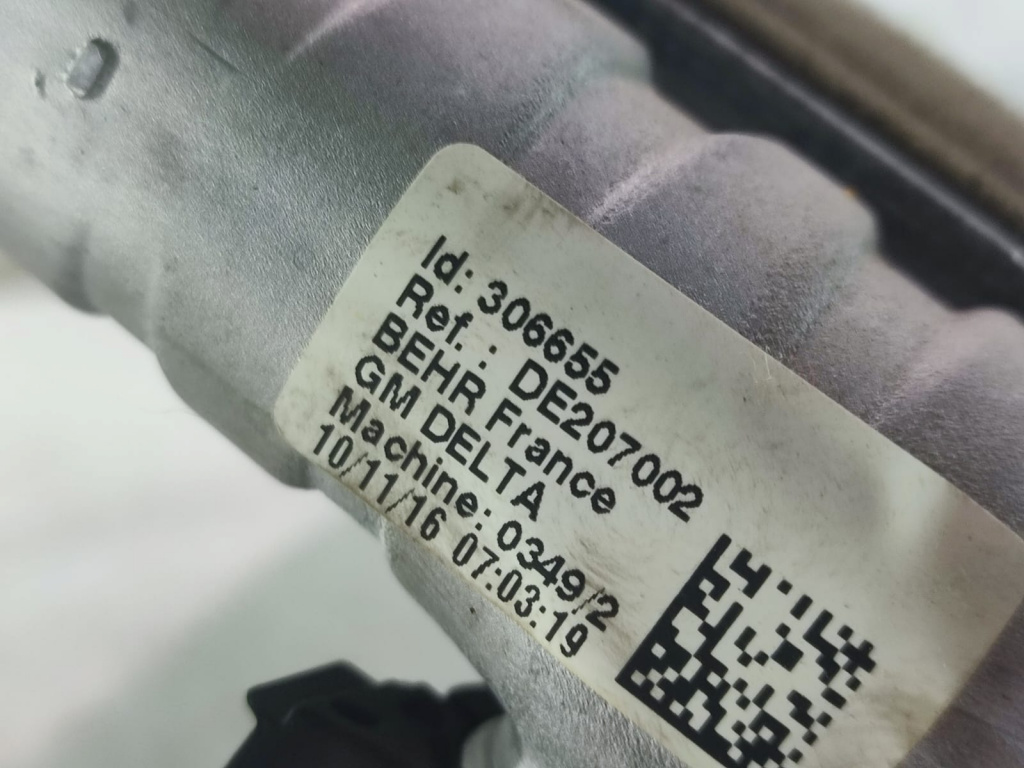 Id: 306655
Ref. : DE207002
BEHR France
GM DELTA
Machine: 0349/2
10/11/16 07:03:19